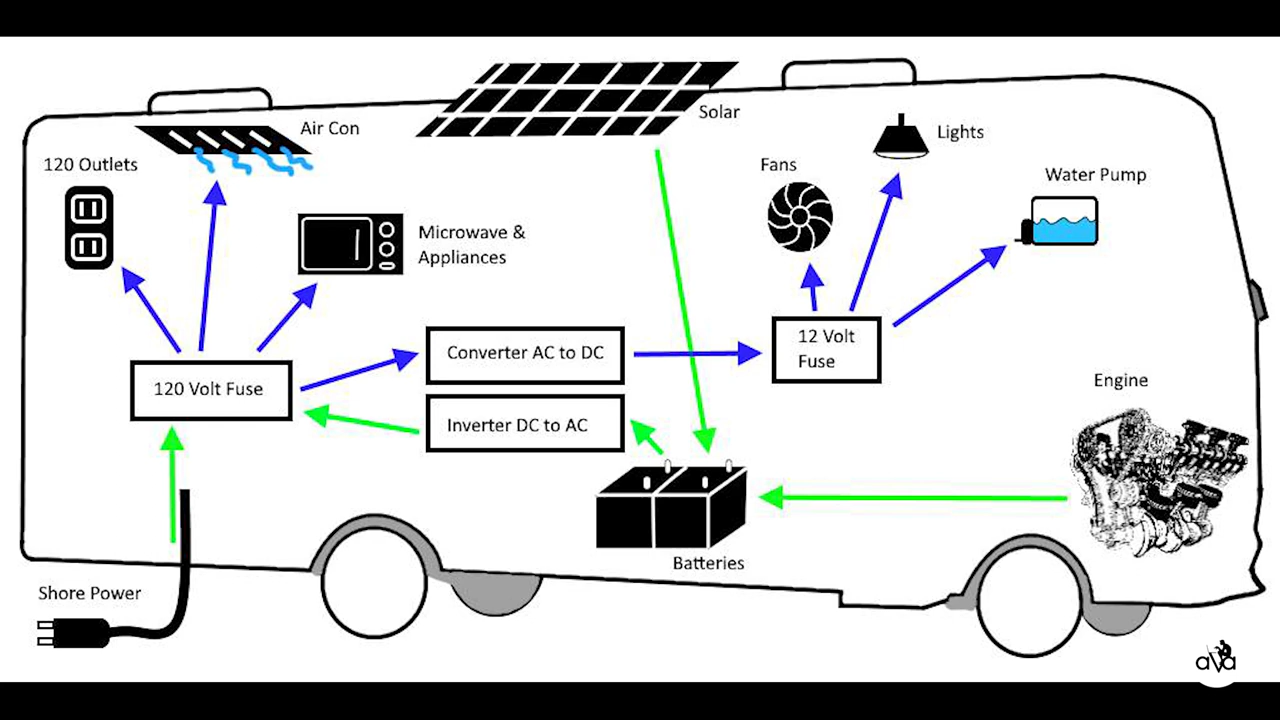 Air Con
Solar
Lights
120 Outlets
Fans
Water Pump
Microwave &
Appliances
Converter AC to DC
12 Volt
Fuse
120 Volt Fuse
Inverter DC to AC
Engine
Batteries
Shore Power
ava